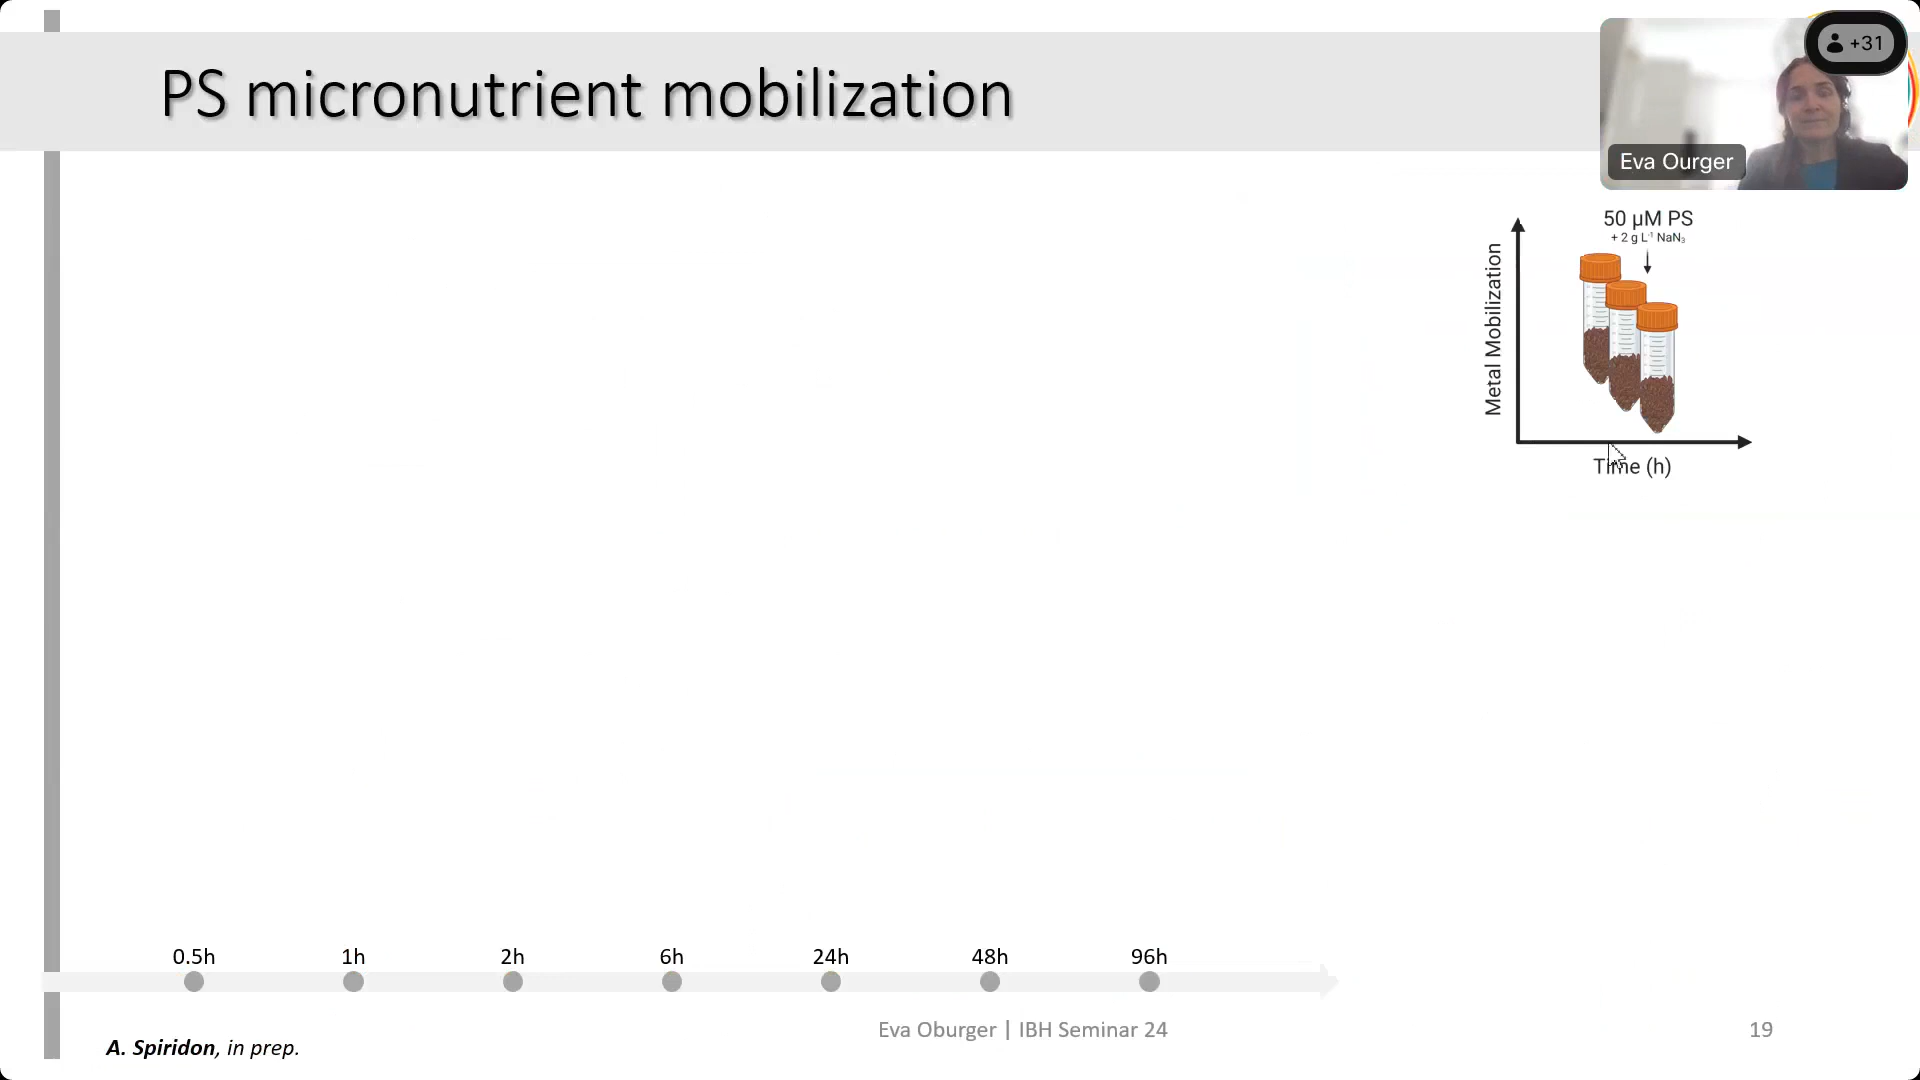 PS micronutrient mobilization
+31
Eva Ourger
50 µM PS
+ 2 g L⁻¹ NaN₃
Metal Mobilization
Time (h)
0.5h 1h 2h 6h 24h 48h 96h
Eva Oburger | IBH Seminar 24
19
A. Spiridon, in prep.